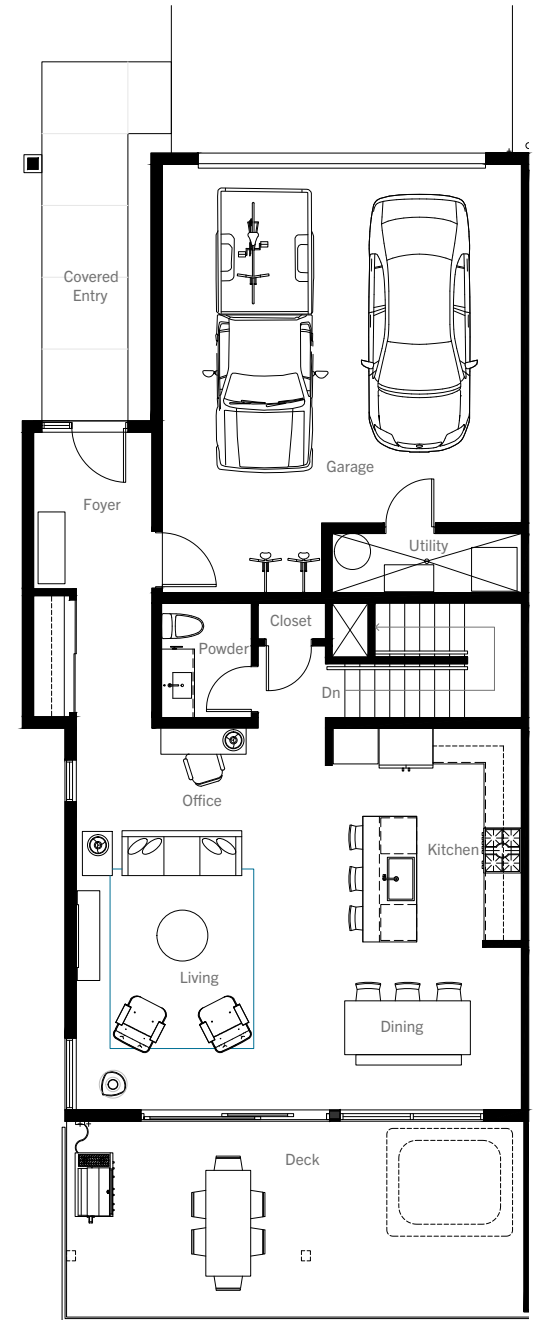 Covered
Entry
Garage
Foyer
Utility
Closet
Powder
Dn
Office
Kitchen
Living
Dining
Deck